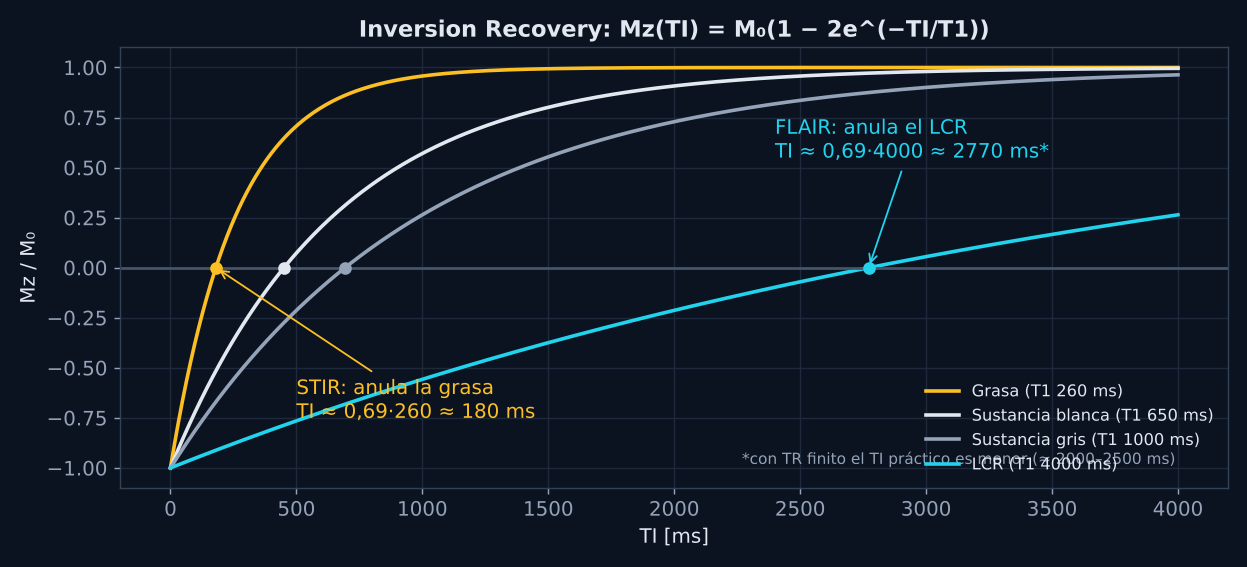 Inversion Recovery: Mz(TI) = M₀(1 − 2e^(−TI/T1))
1.00
0.75
0.50
0.25
0.00
−0.25
−0.50
−0.75
−1.00
Mz / M₀
FLAIR: anula el LCR
TI ≈ 0,69·4000 ≈ 2770 ms*
STIR: anula la grasa
TI ≈ 0,69·260 ≈ 180 ms
Grasa (T1 260 ms)
Sustancia blanca (T1 650 ms)
Sustancia gris (T1 1000 ms)
*con TR finito el TI práctico es menor (≈ 2000–2500 ms)
LCR (T1 4000 ms)
0 500 1000 1500 2000 2500 3000 3500 4000
TI [ms]